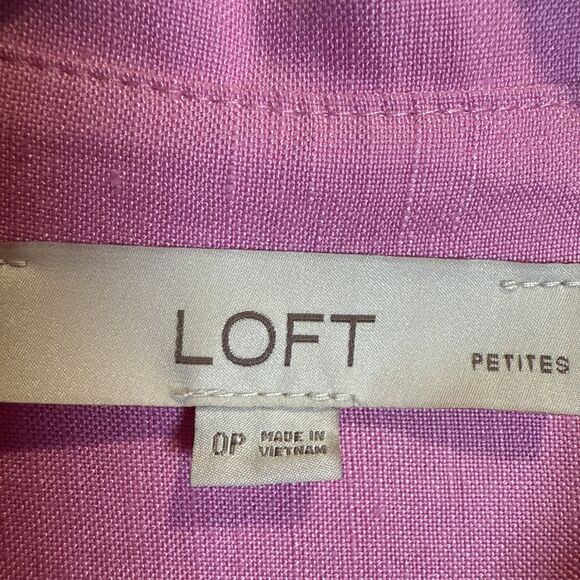 LOFT
PETITES
0P
MADE IN
VIETNAM